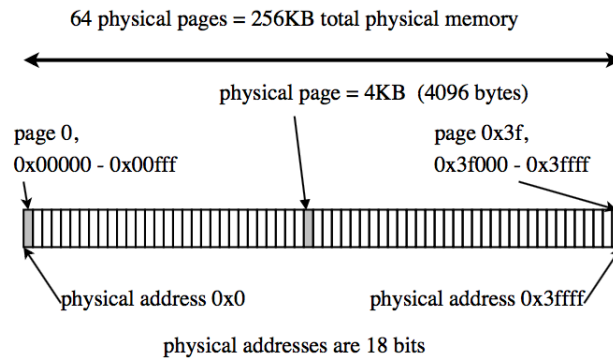 64 physical pages = 256KB total physical memory
physical page = 4KB (4096 bytes)
page 0,
0x00000 - 0x00fff
page 0x3f,
0x3f000 - 0x3ffff
physical address 0x0
physical address 0x3ffff
physical addresses are 18 bits